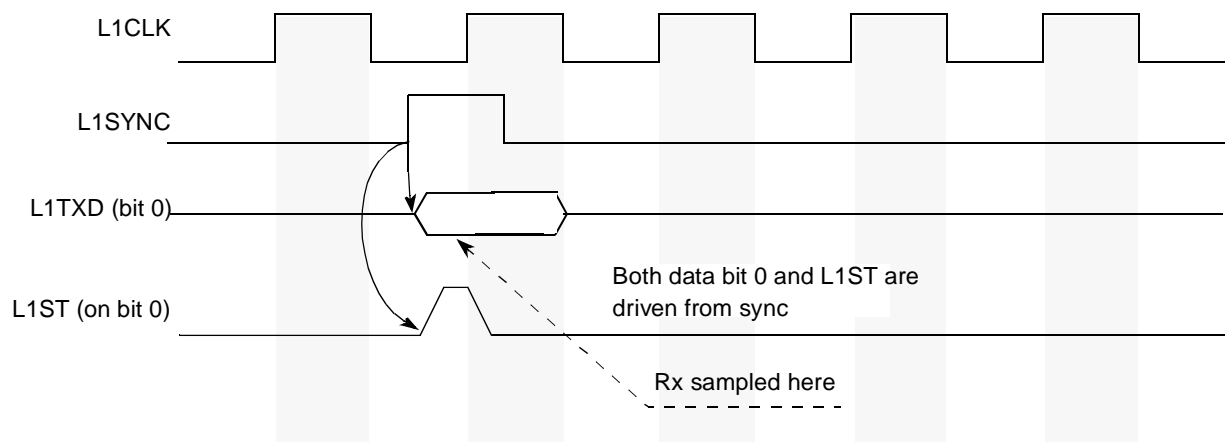 L1CLK
L1SYNC
L1TXD (bit 0)
L1ST (on bit 0)
Both data bit 0 and L1ST are
driven from sync
Rx sampled here